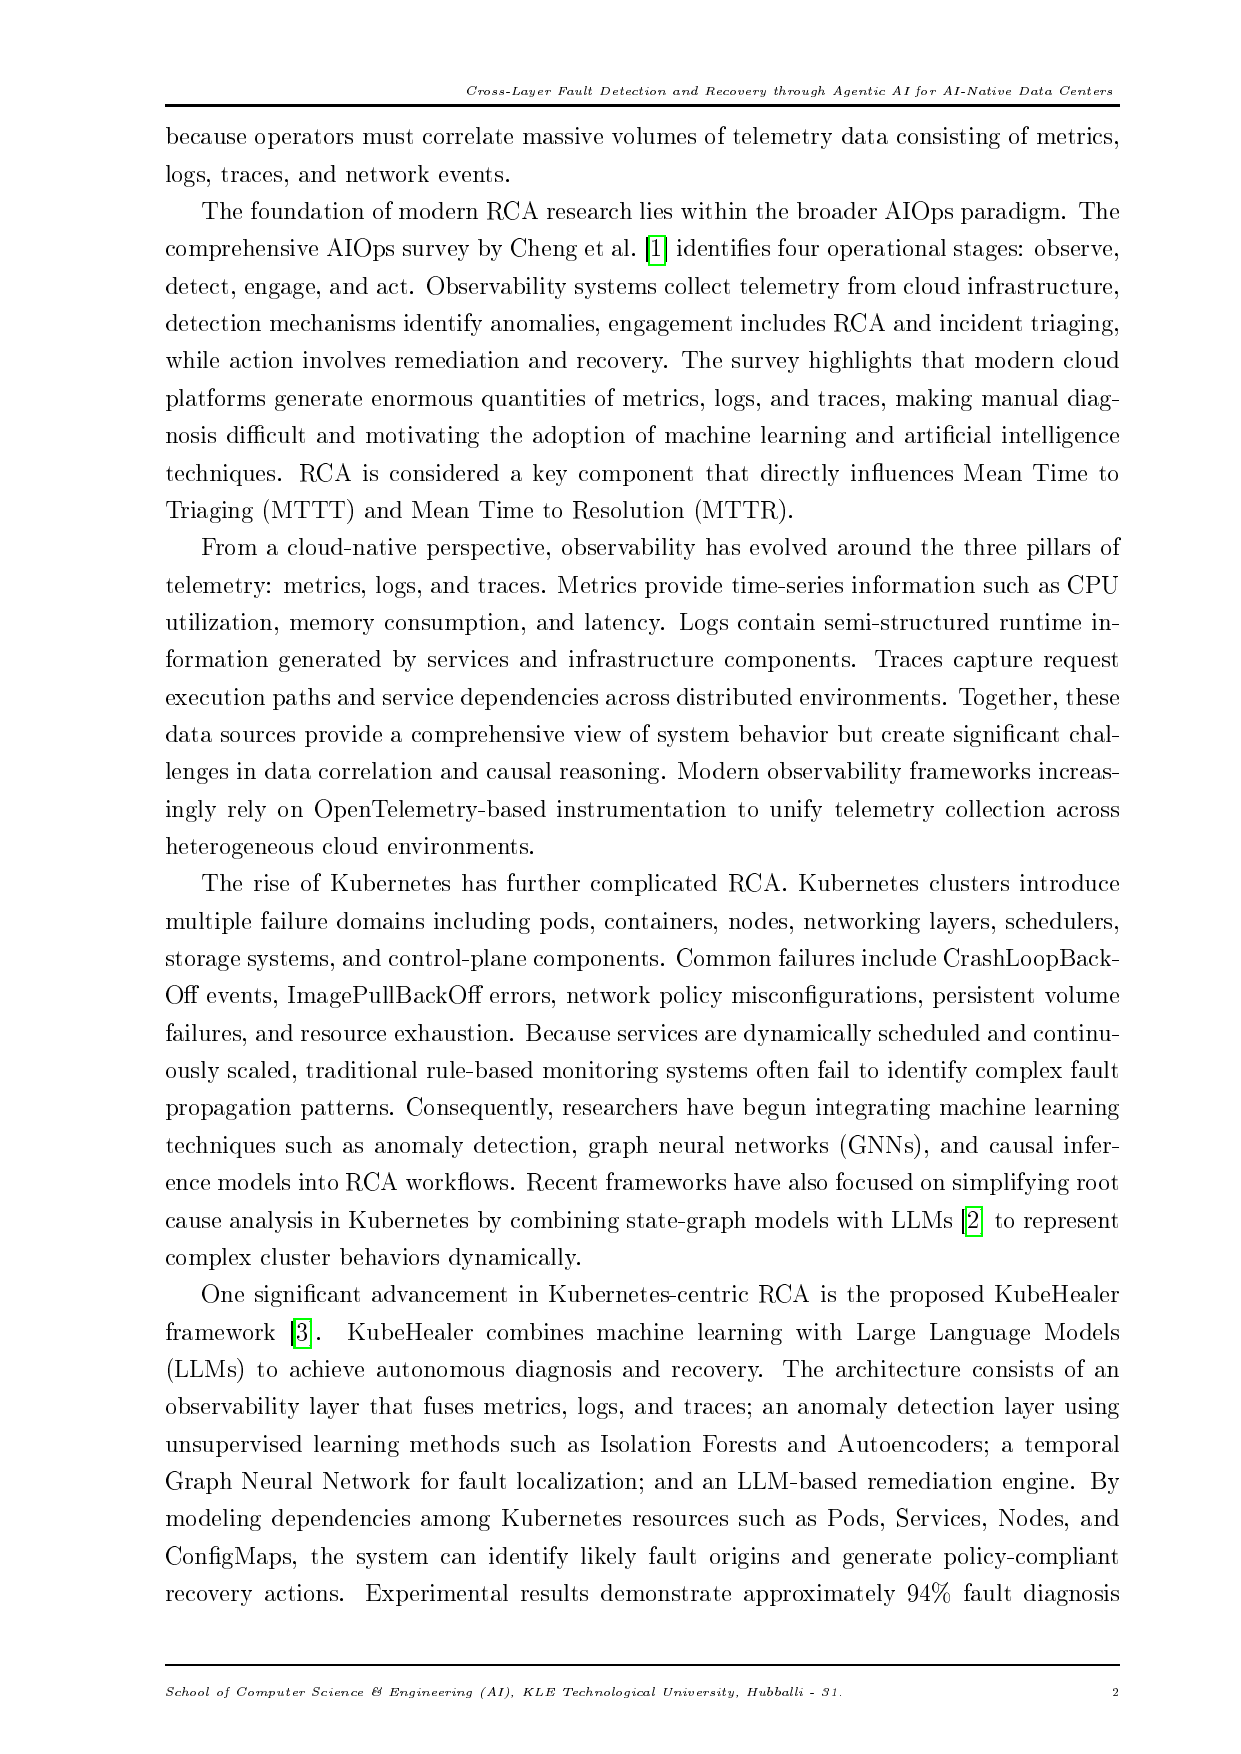 Cross-Layer Fault Detection and Recovery through Agentic AI for AI-Native Data Centers
because operators must correlate massive volumes of telemetry data consisting of metrics,
logs, traces, and network events.
The foundation of modern RCA research lies within the broader AIOps paradigm. The
comprehensive AIOps survey by Cheng et al. [1] identifies four operational stages: observe,
detect, engage, and act. Observability systems collect telemetry from cloud infrastructure,
detection mechanisms identify anomalies, engagement includes RCA and incident triaging,
while action involves remediation and recovery. The survey highlights that modern cloud
platforms generate enormous quantities of metrics, logs, and traces, making manual diag-
nosis difficult and motivating the adoption of machine learning and artificial intelligence
techniques. RCA is considered a key component that directly influences Mean Time to
Triaging (MTTT) and Mean Time to Resolution (MTTR).
From a cloud-native perspective, observability has evolved around the three pillars of
telemetry: metrics, logs, and traces. Metrics provide time-series information such as CPU
utilization, memory consumption, and latency. Logs contain semi-structured runtime in-
formation generated by services and infrastructure components. Traces capture request
execution paths and service dependencies across distributed environments. Together, these
data sources provide a comprehensive view of system behavior but create significant chal-
lenges in data correlation and causal reasoning. Modern observability frameworks increas-
ingly rely on OpenTelemetry-based instrumentation to unify telemetry collection across
heterogeneous cloud environments.
The rise of Kubernetes has further complicated RCA. Kubernetes clusters introduce
multiple failure domains including pods, containers, nodes, networking layers, schedulers,
storage systems, and control-plane components. Common failures include CrashLoopBack-
Off events, ImagePullBackOff errors, network policy misconfigurations, persistent volume
failures, and resource exhaustion. Because services are dynamically scheduled and continu-
ously scaled, traditional rule-based monitoring systems often fail to identify complex fault
propagation patterns. Consequently, researchers have begun integrating machine learning
techniques such as anomaly detection, graph neural networks (GNNs), and causal infer-
ence models into RCA workflows. Recent frameworks have also focused on simplifying root
cause analysis in Kubernetes by combining state-graph models with LLMs [2] to represent
complex cluster behaviors dynamically.
One significant advancement in Kubernetes-centric RCA is the proposed KubeHealer
framework [3]. KubeHealer combines machine learning with Large Language Models
(LLMs) to achieve autonomous diagnosis and recovery. The architecture consists of an
observability layer that fuses metrics, logs, and traces; an anomaly detection layer using
unsupervised learning methods such as Isolation Forests and Autoencoders; a temporal
Graph Neural Network for fault localization; and an LLM-based remediation engine. By
modeling dependencies among Kubernetes resources such as Pods, Services, Nodes, and
ConfigMaps, the system can identify likely fault origins and generate policy-compliant
recovery actions. Experimental results demonstrate approximately 94% fault diagnosis
School of Computer Science & Engineering (AI), KLE Technological University, Hubballi - 31. 2